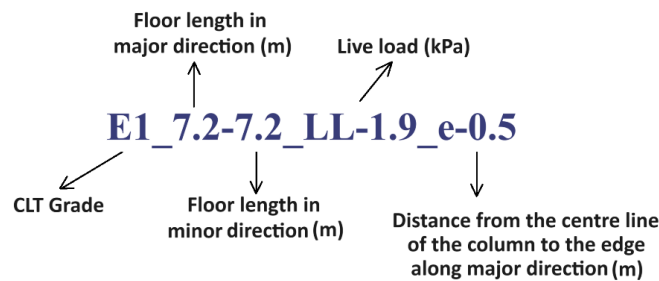 Floor length in
major direction (m)
Live load (kPa)
E1_7.2-7.2_LL-1.9_e-0.5
CLT Grade
Floor length in
minor direction (m)
Distance from the centre line
of the column to the edge
along major direction (m)